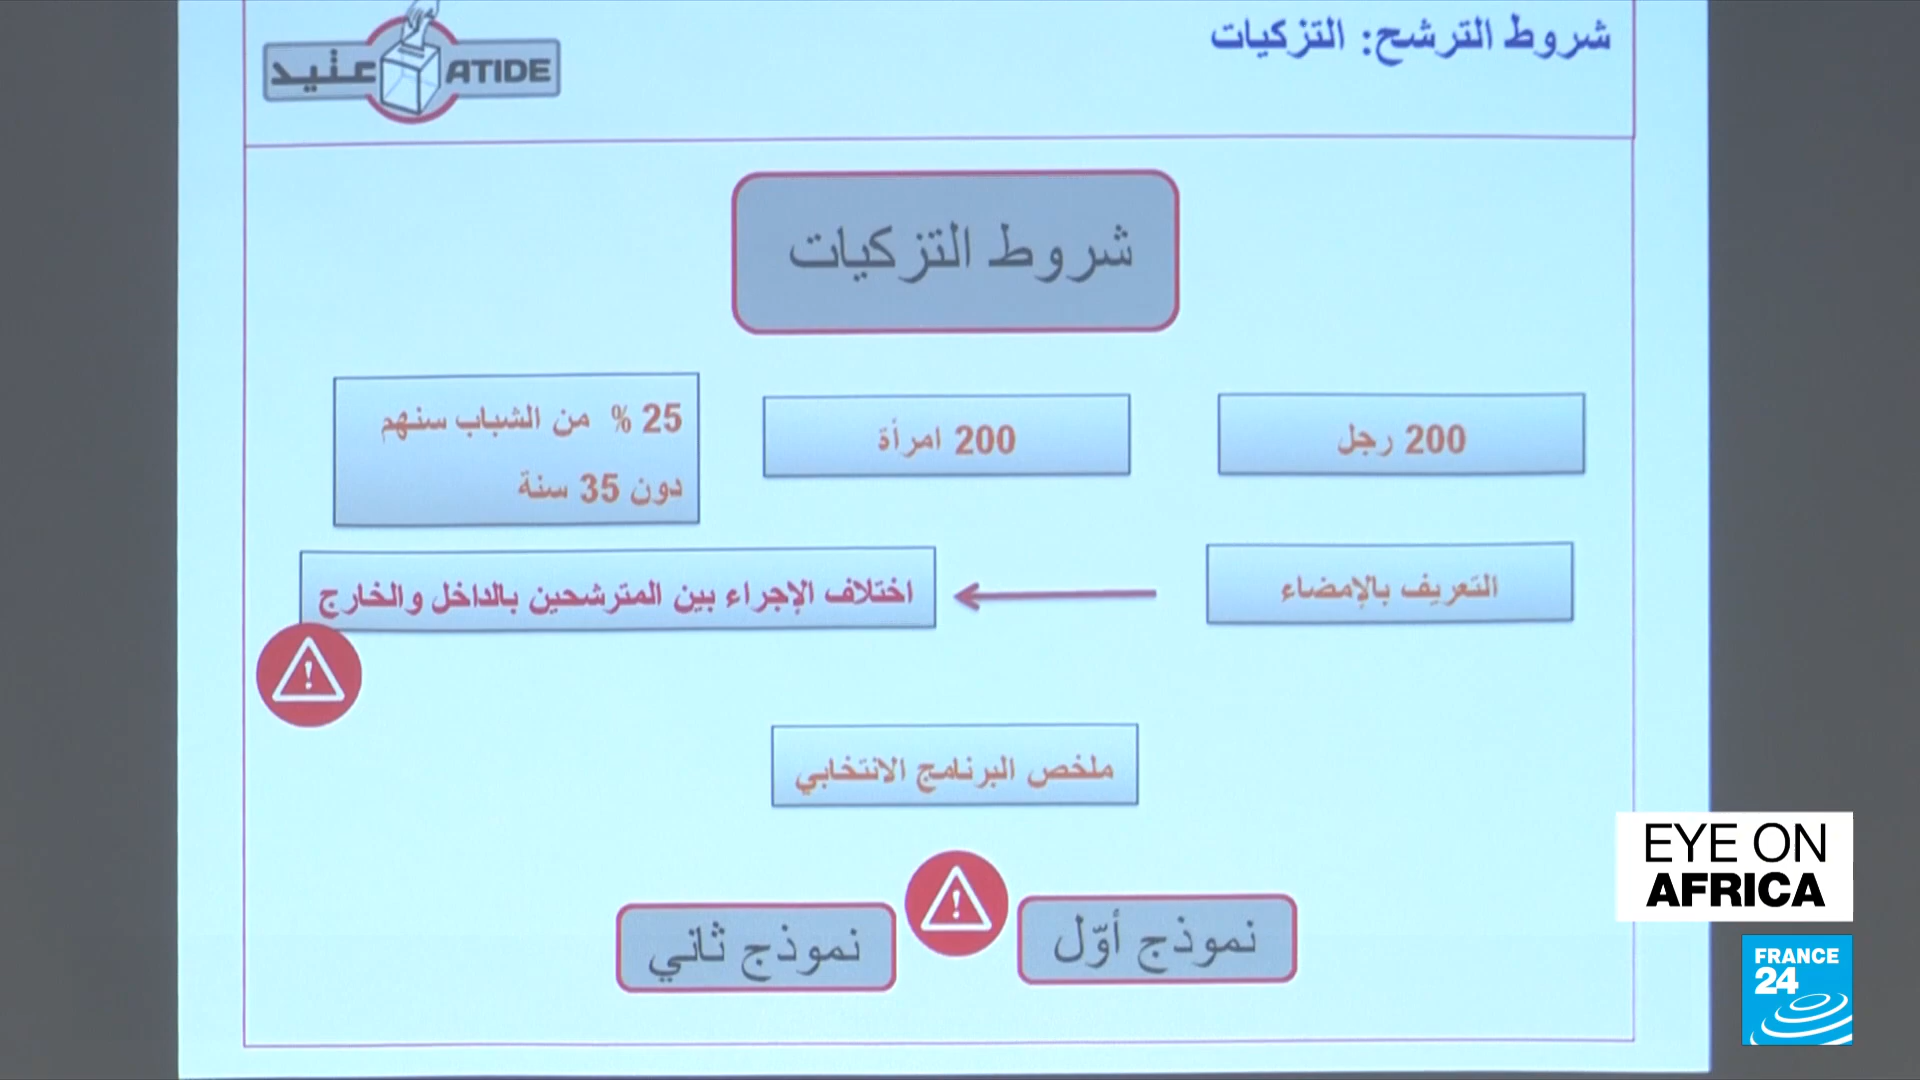 شروط الترشح: التزكيات
عتيد ATIDE
شروط التزكيات
200 رجل
200 امرأة
25 % من الشباب سنهم
دون 35 سنة
التعريف بالإمضاء
اختلاف الإجراء بين المترشحين بالداخل والخارج
ملخص البرنامج الانتخابي
نموذج أوّل
نموذج ثاني
EYE ON
AFRICA
FRANCE
24